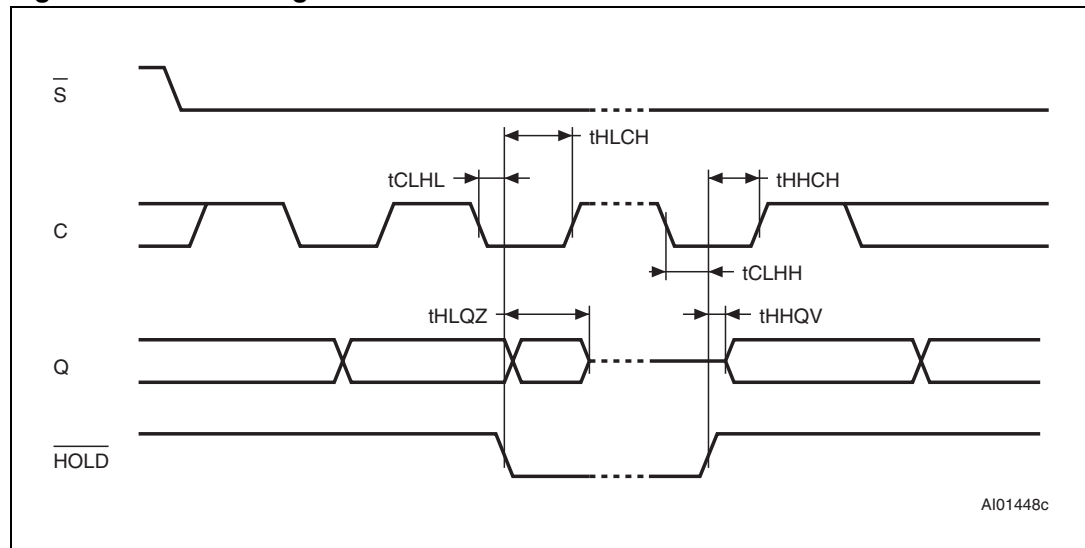 S
tHLCH
tCLHL
tHHCH
C
tCLHH
tHLQZ
tHHQV
Q
HOLD
AI01448c